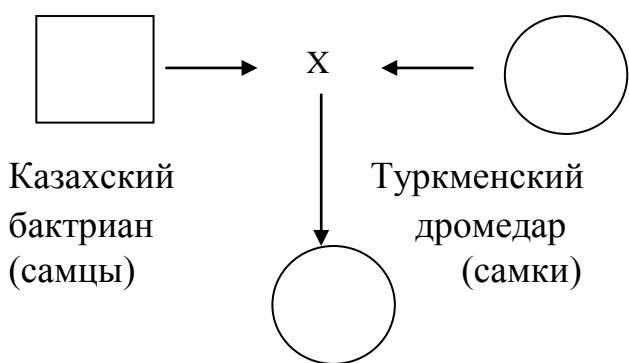 X
Казахский
бактриан
(самцы)
Туркменский
дромедар
(самки)